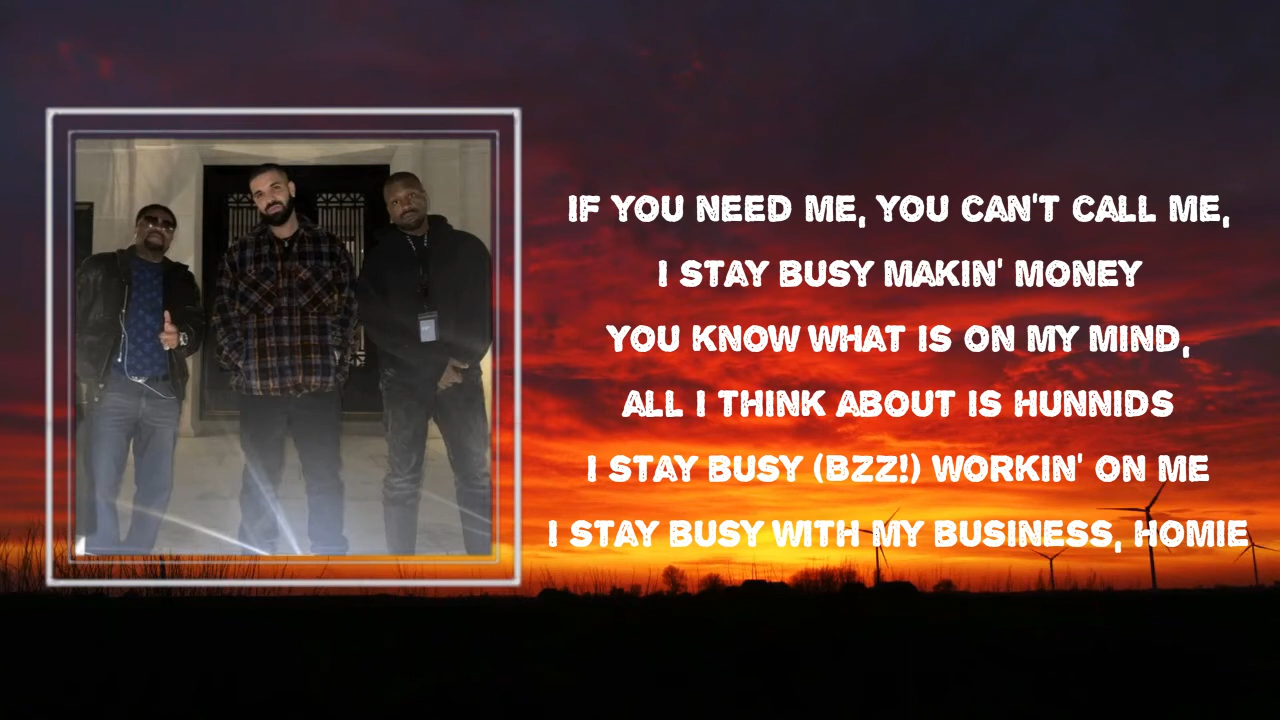 IF YOU NEED ME, YOU CAN'T CALL ME,
I STAY BUSY MAKIN' MONEY
YOU KNOW WHAT IS ON MY MIND,
ALL I THINK ABOUT IS HUNNIDS
I STAY BUSY (BZZ!) WORKIN' ON ME
I STAY BUSY WITH MY BUSINESS, HOMIE